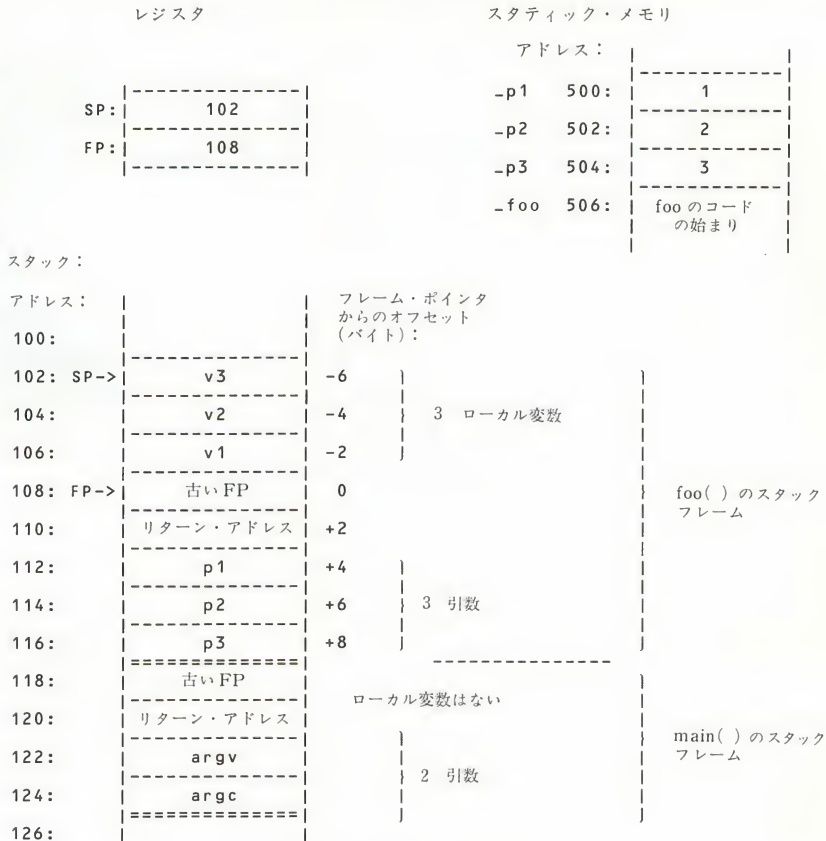 レジスタ
スタティック・メモリ
アドレス:
SP: 102
FP: 108
_p1 500: 1
_p2 502: 2
_p3 504: 3
_foo 506: foo のコード
の始まり
スタック:
アドレス:
フレーム・ポインタ
からのオフセット
(バイト):
100:
102: SP-> v3 -6
104: v2 -4 3 ローカル変数
106: v1 -2
108: FP-> 古い FP 0 foo( ) のスタック
フレーム
110: リターン・アドレス +2
112: p1 +4
114: p2 +6 3 引数
116: p3 +8
118: 古い FP
ローカル変数はない
120: リターン・アドレス
main( ) のスタック
フレーム
122: argv
2 引数
124: argc
126: